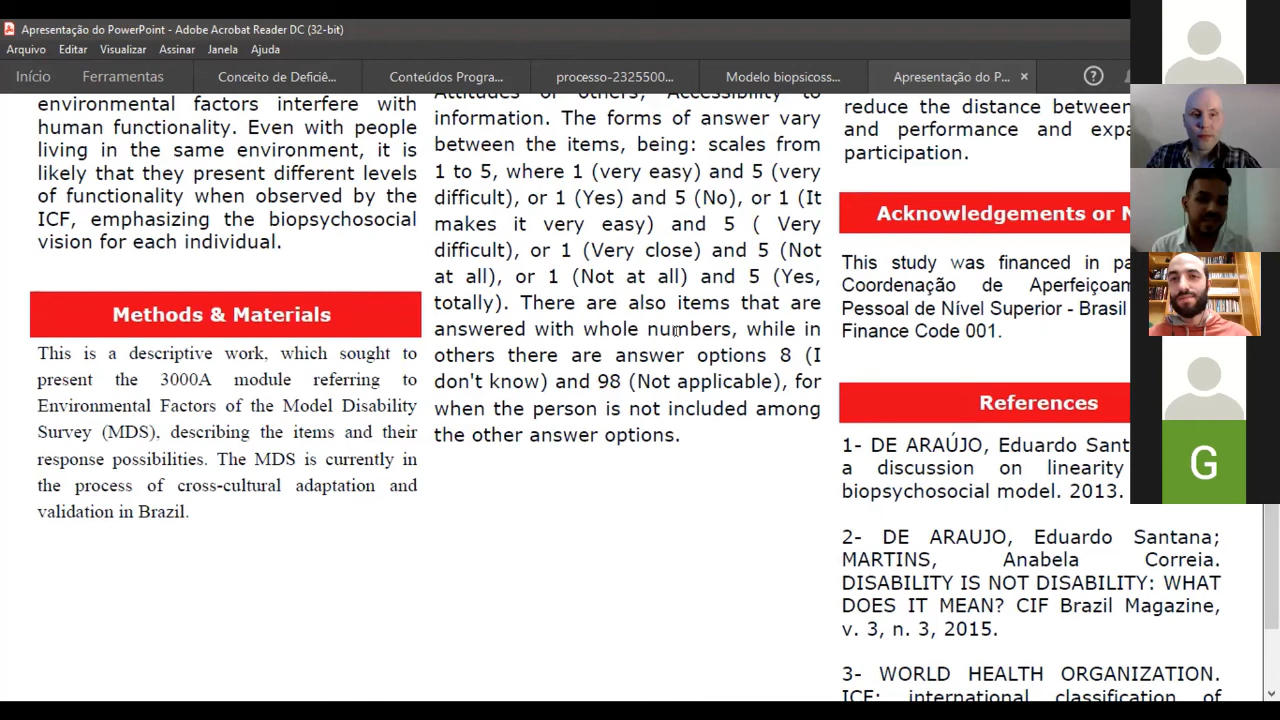 Apresentação do PowerPoint - Adobe Acrobat Reader DC (32-bit)
Arquivo Editar Visualizar Assinar Janela Ajuda
Início Ferramentas Conceito de Deficiê... Conteúdos Progra... processo-2325500... Modelo biopsicoss... Apresentação do P... ×
environmental factors interfere with
human functionality. Even with people
living in the same environment, it is
likely that they present different levels
of functionality when observed by the
ICF, emphasizing the biopsychosocial
vision for each individual.
Methods & Materials
This is a descriptive work, which sought to
present the 3000A module referring to
Environmental Factors of the Model Disability
Survey (MDS), describing the items and their
response possibilities. The MDS is currently in
the process of cross-cultural adaptation and
validation in Brazil.
Attitudes of others, Accessibility to
information. The forms of answer vary
between the items, being: scales from
1 to 5, where 1 (very easy) and 5 (very
difficult), or 1 (Yes) and 5 (No), or 1 (It
makes it very easy) and 5 ( Very
difficult), or 1 (Very close) and 5 (Not
at all), or 1 (Not at all) and 5 (Yes,
totally). There are also items that are
answered with whole numbers, while in
others there are answer options 8 (I
don't know) and 98 (Not applicable), for
when the person is not included among
the other answer options.
reduce the distance between
and performance and expa
participation.
Acknowledgements or N
This study was financed in pa
Coordenação de Aperfeiçoam
Pessoal de Nível Superior - Brasil
Finance Code 001.
References
1- DE ARAÚJO, Eduardo Sant
a discussion on linearity
biopsychosocial model. 2013.
2- DE ARAUJO, Eduardo Santana;
MARTINS, Anabela Correia.
DISABILITY IS NOT DISABILITY: WHAT
DOES IT MEAN? CIF Brazil Magazine,
v. 3, n. 3, 2015.
3- WORLD HEALTH ORGANIZATION.
ICF: international classification of
G